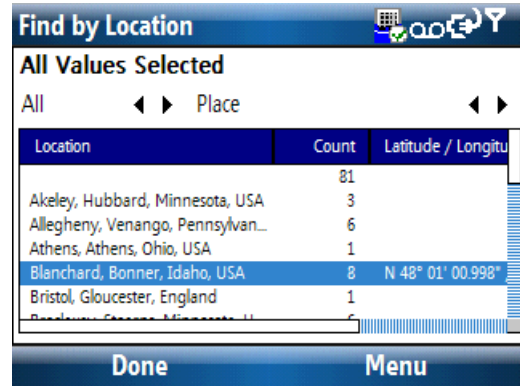 Find by Location
All Values Selected
All Place
Location Count Latitude / Longitu
81
Akeley, Hubbard, Minnesota, USA 3
Allegheny, Venango, Pennsylvan... 6
Athens, Athens, Ohio, USA 1
Blanchard, Bonner, Idaho, USA 8 N 48° 01' 00.998"
Bristol, Gloucester, England 1
Done Menu